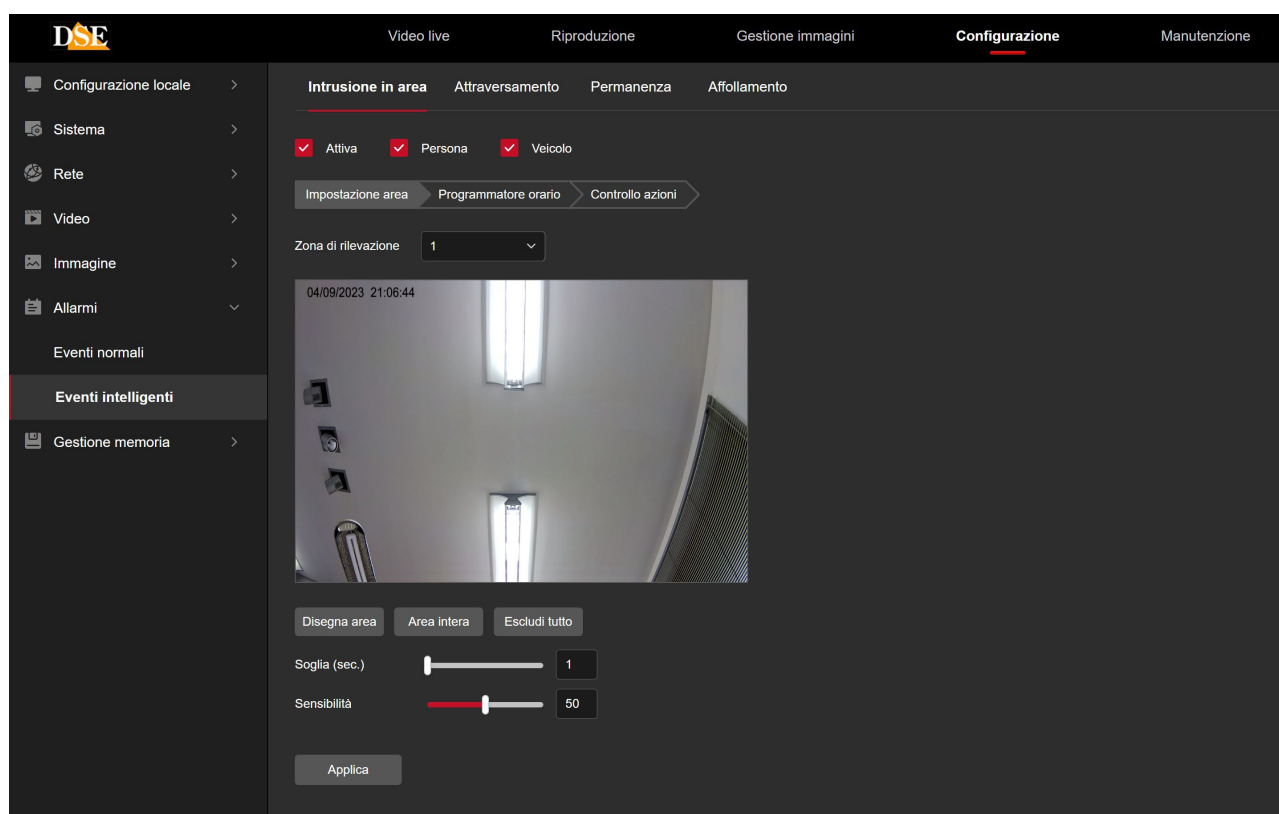 DSE
Video live Riproduzione Gestione immagini Configurazione Manutenzione
Configurazione locale
Sistema
Rete
Video
Immagine
Allarmi
Eventi normali
Eventi intelligenti
Gestione memoria
Intrusione in area Attraversamento Permanenza Affollamento
Attiva Persona Veicolo
Impostazione area Programmatore orario Controllo azioni
Zona di rilevazione 1
04/09/2023 21:06:44
Disegna area Area intera Escludi tutto
Soglia (sec.) 1
Sensibilità 50
Applica